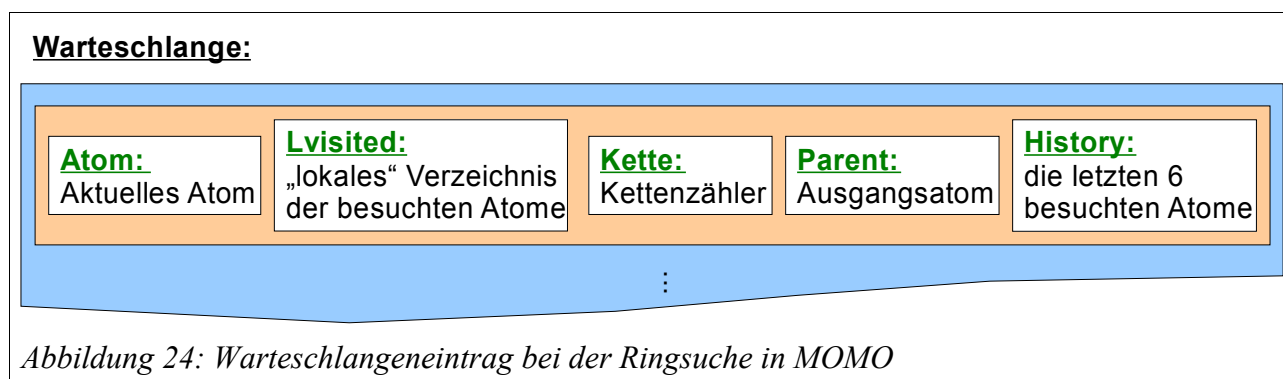 Warteschlange:
Atom:
Aktuelles Atom
Lvisited:
„lokales“ Verzeichnis
der besuchten Atome
Kette:
Kettenzähler
Parent:
Ausgangsatom
History:
die letzten 6
besuchten Atome
⋮
Abbildung 24: Warteschlangeneintrag bei der Ringsuche in MOMO